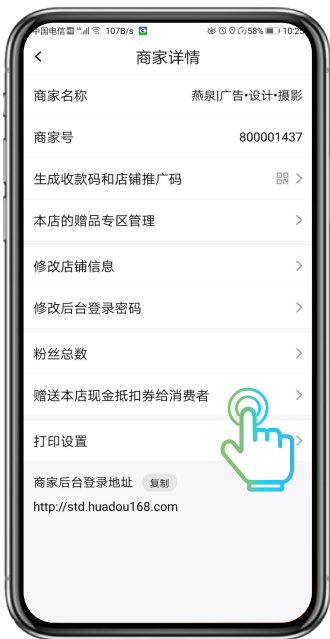 中国电信 4G 107B/s 58% 10:25
商家详情
商家名称 燕泉|广告•设计•摄影
商家号 800001437
生成收款码和店铺推广码
本店的赠品专区管理
修改店铺信息
修改后台登录密码
粉丝总数
赠送本店现金抵扣券给消费者
打印设置
商家后台登录地址 复制
http://std.huadou168.com